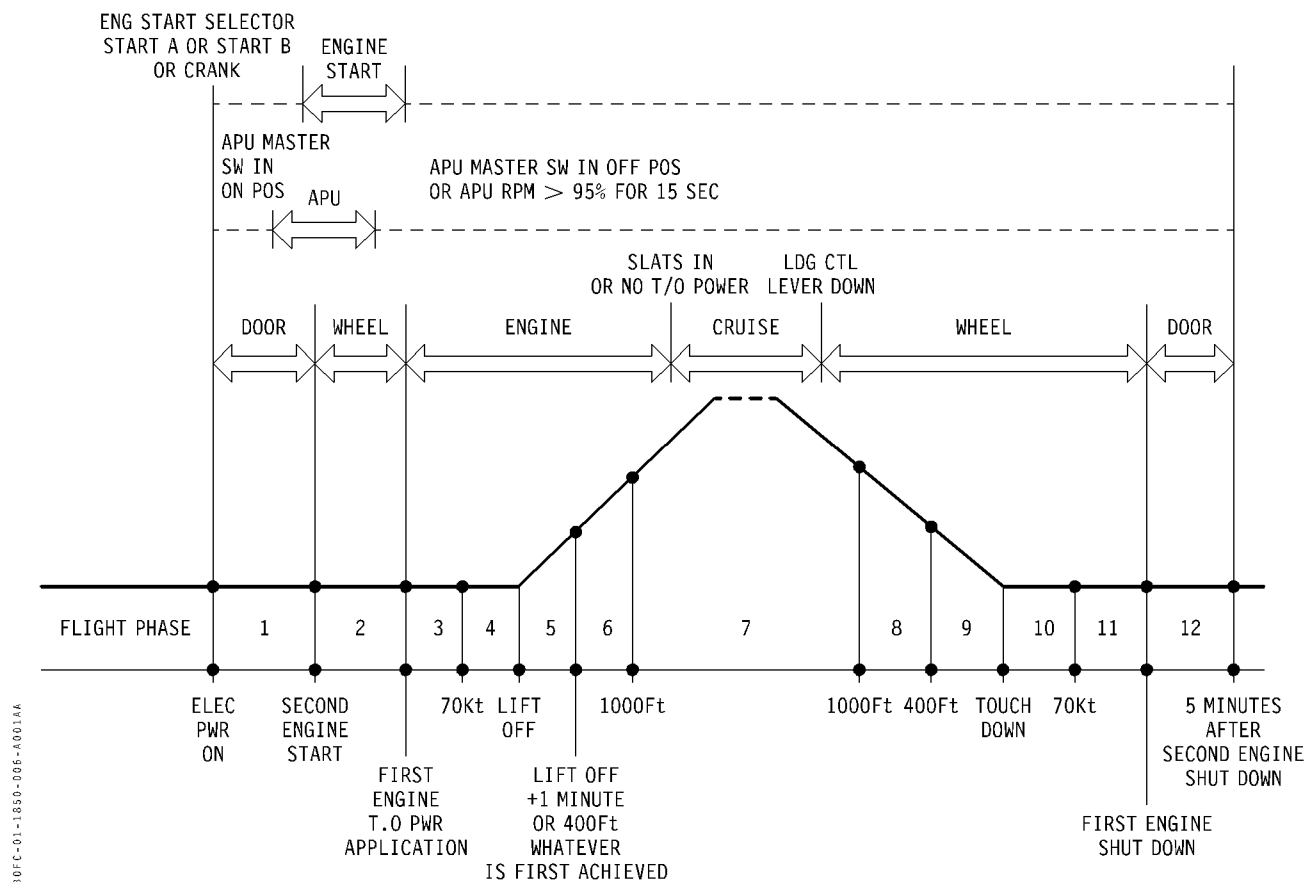 ENG START SELECTOR
START A OR START B
OR CRANK
ENGINE
START
APU MASTER
SW IN
ON POS
APU
APU MASTER SW IN OFF POS
OR APU RPM > 95% FOR 15 SEC
SLATS IN
OR NO T/O POWER
LDG CTL
LEVER DOWN
DOOR
WHEEL
ENGINE
CRUISE
WHEEL
DOOR
FLIGHT PHASE 1 2 3 4 5 6 7 8 9 10 11 12
ELEC
PWR
ON
SECOND
ENGINE
START
FIRST
ENGINE
T.O PWR
APPLICATION
70Kt
LIFT
OFF
LIFT OFF
+1 MINUTE
OR 400Ft
WHATEVER
IS FIRST ACHIEVED
1000Ft
1000Ft
400Ft
TOUCH
DOWN
70Kt
FIRST ENGINE
SHUT DOWN
5 MINUTES
AFTER
SECOND ENGINE
SHUT DOWN